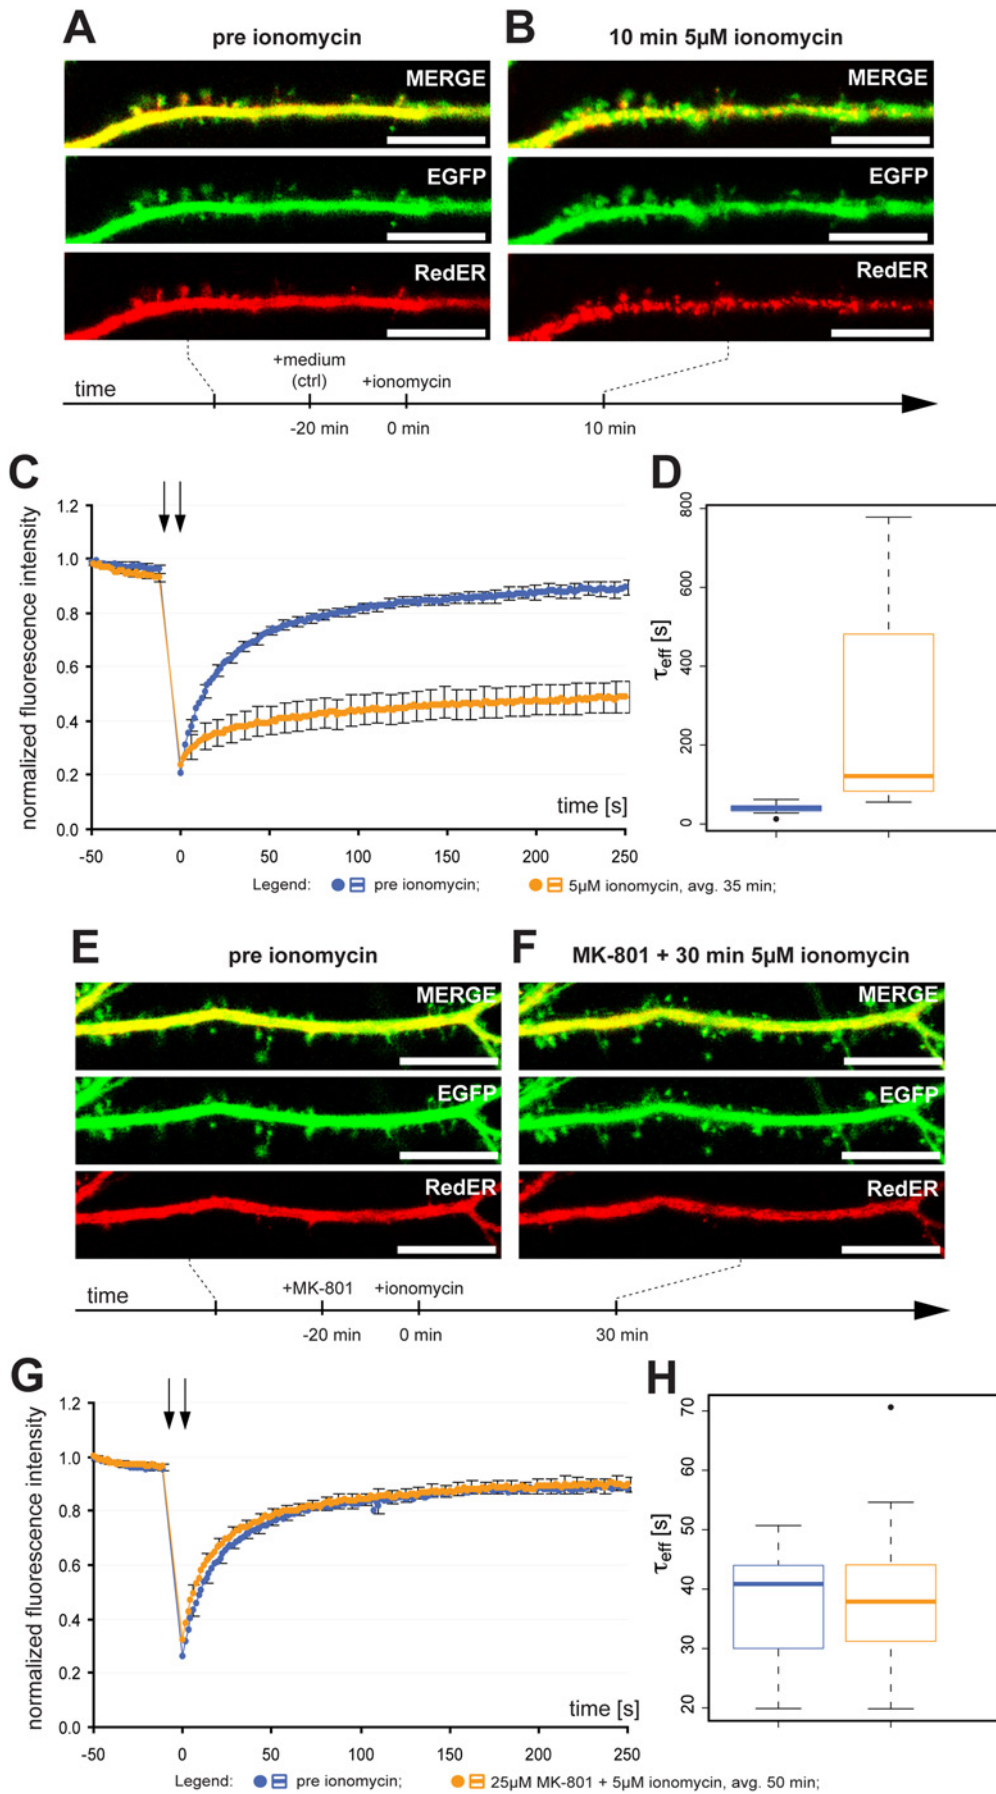 A pre ionomycin
B 10 min 5µM ionomycin
MERGE
MERGE
EGFP
EGFP
RedER
RedER
time
+medium
(ctrl)
+ionomycin
-20 min
0 min
10 min
C
normalized fluorescence intensity
1.2
1.0
0.8
0.6
0.4
0.2
0.0
-50
0
50
100
150
200
250
time [s]
D
τeff [s]
800
600
400
200
0
Legend: pre ionomycin; 5µM ionomycin, avg. 35 min;
E pre ionomycin
F MK-801 + 30 min 5µM ionomycin
MERGE
MERGE
EGFP
EGFP
RedER
RedER
time
+MK-801
+ionomycin
-20 min
0 min
30 min
G
normalized fluorescence intensity
1.2
1.0
0.8
0.6
0.4
0.2
0.0
-50
0
50
100
150
200
250
time [s]
H
τeff [s]
70
60
50
40
30
20
Legend: pre ionomycin; 25µM MK-801 + 5µM ionomycin, avg. 50 min;